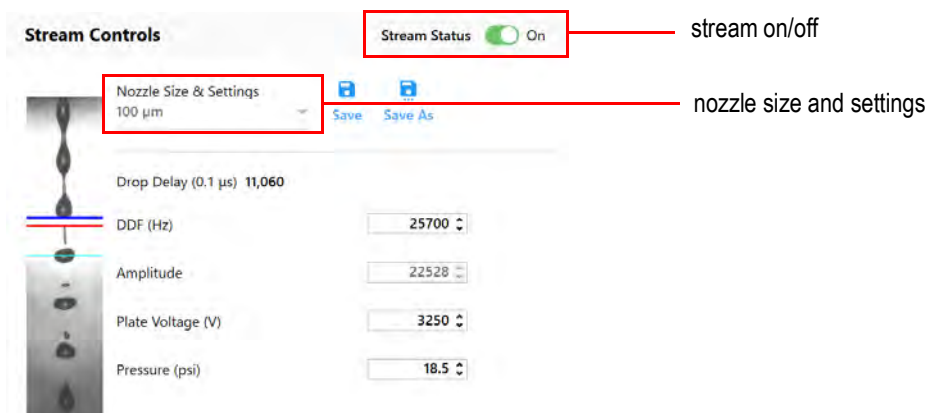 Stream Controls
Stream Status On
stream on/off
Nozzle Size & Settings
100 µm
Save Save As
nozzle size and settings
Drop Delay (0.1 µs) 11,060
DDF (Hz) 25700
Amplitude 22528
Plate Voltage (V) 3250
Pressure (psi) 18.5